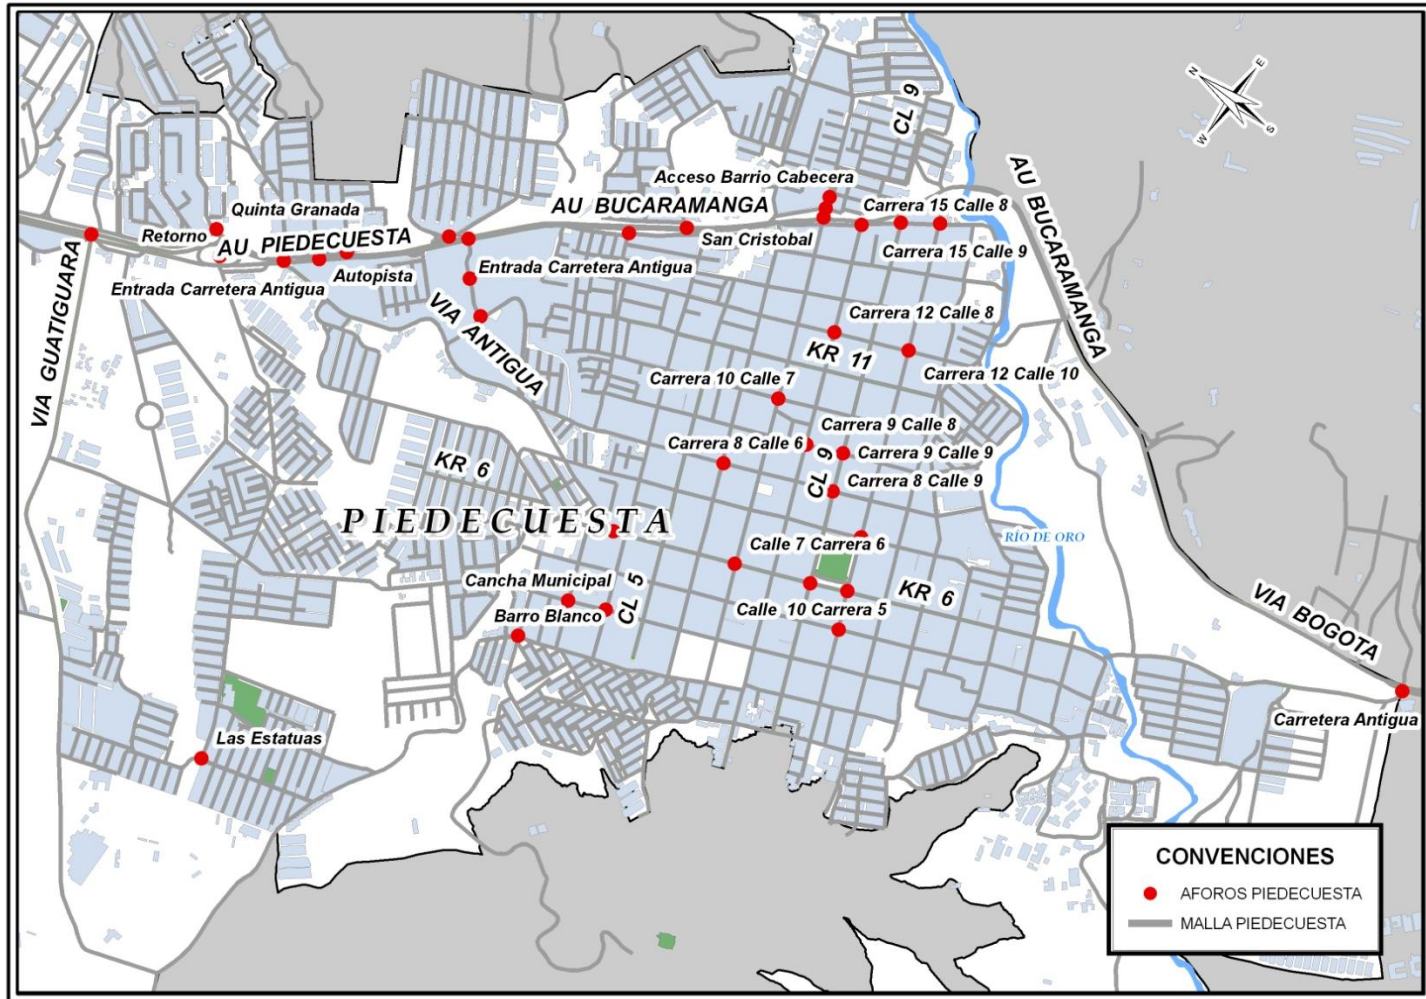 CL 9
N
E
W
S
Acceso Barrio Cabecera
AU BUCARAMANGA
Carrera 15 Calle 8
Quinta Granada
Retorno
AU PIEDECUESTA
San Cristobal
Carrera 15 Calle 9
AU BUCARAMANGA
Entrada Carretera Antigua
Autopista
Entrada Carretera Antigua
VIA GUATIGUARA
VIA ANTIGUA
Carrera 12 Calle 8
KR 11
Carrera 12 Calle 10
Carrera 10 Calle 7
Carrera 9 Calle 8
Carrera 8 Calle 6
Carrera 9 Calle 9
KR 6
CL 9
Carrera 8 Calle 9
PIEDECUESTA
RÍO DE ORO
Calle 7 Carrera 6
Cancha Municipal
CL 5
KR 6
Barro Blanco
Calle 10 Carrera 5
VIA BOGOTA
Carretera Antigua
Las Estatuas
CONVENCIONES
AFOROS PIEDECUESTA
MALLA PIEDECUESTA